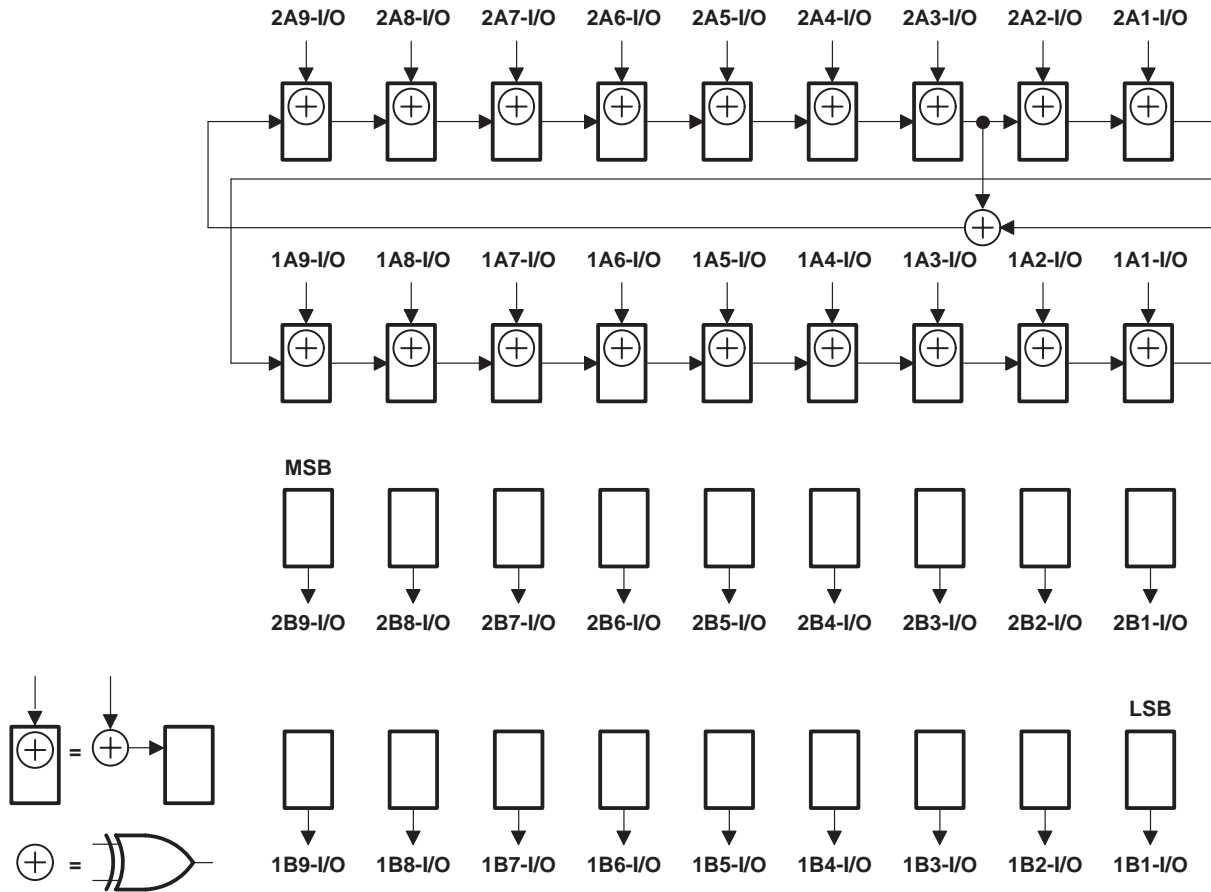 2A9-I/O 2A8-I/O 2A7-I/O 2A6-I/O 2A5-I/O 2A4-I/O 2A3-I/O 2A2-I/O 2A1-I/O
1A9-I/O 1A8-I/O 1A7-I/O 1A6-I/O 1A5-I/O 1A4-I/O 1A3-I/O 1A2-I/O 1A1-I/O
MSB
2B9-I/O 2B8-I/O 2B7-I/O 2B6-I/O 2B5-I/O 2B4-I/O 2B3-I/O 2B2-I/O 2B1-I/O
LSB
=
=
1B9-I/O 1B8-I/O 1B7-I/O 1B6-I/O 1B5-I/O 1B4-I/O 1B3-I/O 1B2-I/O 1B1-I/O